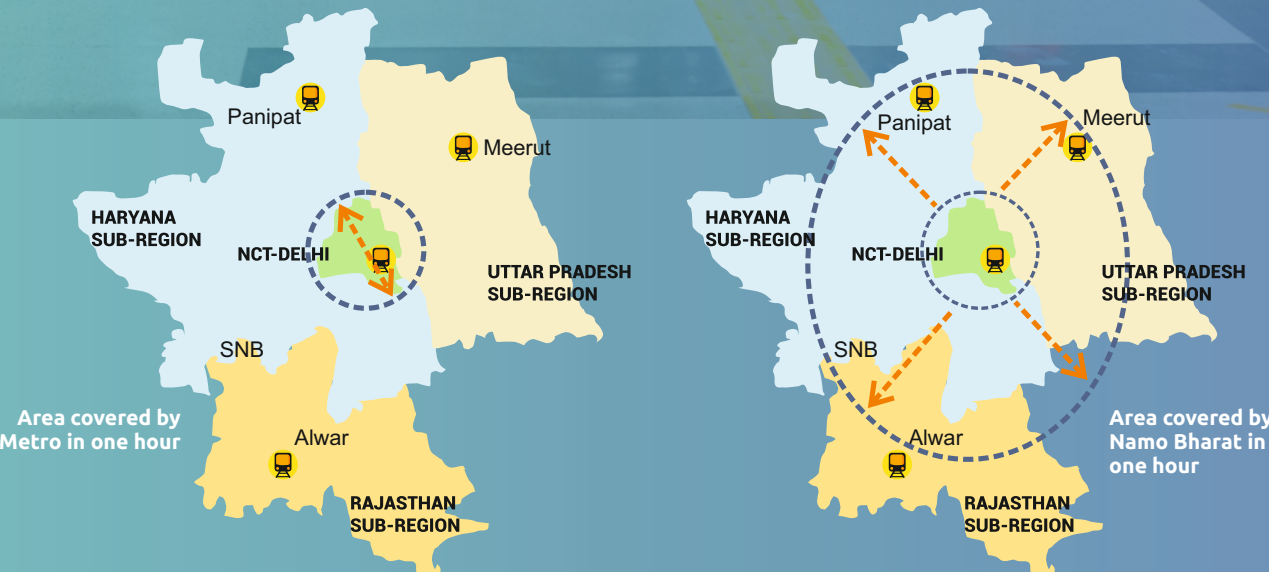 Panipat
Meerut
HARYANA
SUB-REGION
NCT-DELHI
UTTAR PRADESH
SUB-REGION
SNB
Area covered by
Metro in one hour
Alwar
RAJASTHAN
SUB-REGION
Panipat
Meerut
HARYANA
SUB-REGION
NCT-DELHI
UTTAR PRADESH
SUB-REGION
SNB
Area covered by
Namo Bharat in
one hour
Alwar
RAJASTHAN
SUB-REGION